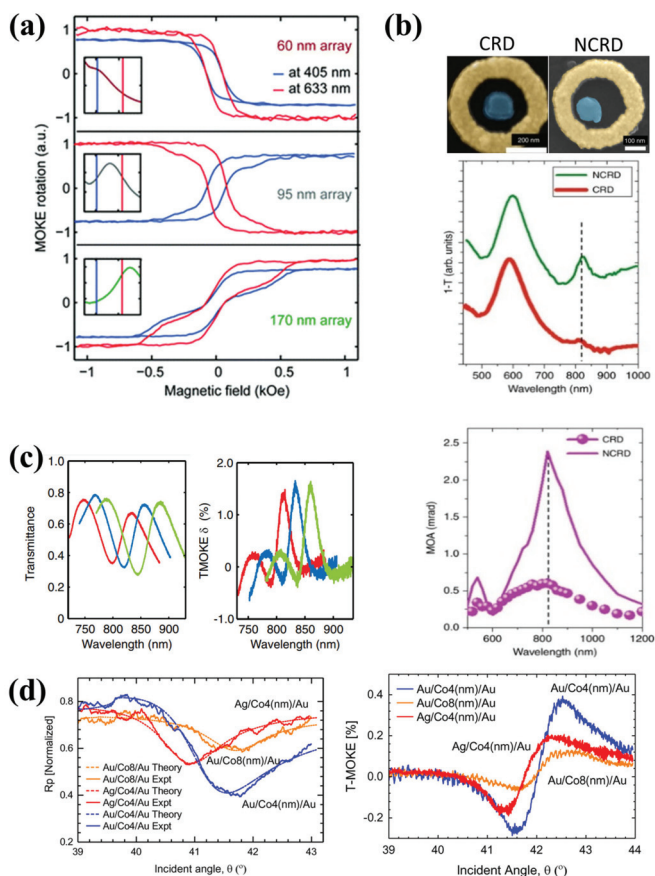 (a)
60 nm array
at 405 nm
at 633 nm
95 nm array
170 nm array
MOKE rotation (a.u.)
1
0
−1
1
0
−1
1
0
−1
−1 −0.5 0 0.5 1
Magnetic field (kOe)
(b)
CRD NCRD
200 nm 100 nm
NCRD
CRD
1-T (arb. units)
500 600 700 800 900 1000
Wavelength (nm)
CRD
NCRD
MOA (mrad)
2.5
2.0
1.5
1.0
0.5
0.0
600 800 1000 1200
Wavelength (nm)
(c)
Transmittance
1.0
0.8
0.6
0.4
0.2
0
750 800 850 900
Wavelength (nm)
TMOKE δ (%)
2.0
1.0
0.0
-1.0
750 800 850 900
Wavelength (nm)
(d)
Rp [Normalized]
0.8
0.6
0.4
0.2
Ag/Co4(nm)/Au
Au/Co8(nm)/Au
Au/Co4(nm)/Au
Au/Co8/Au Theory
Au/Co8/Au Expt
Ag/Co4/Au Theory
Ag/Co4/Au Expt
Au/Co4/Au Theory
Au/Co4/Au Expt
39 40 41 42 43
Incident angle, θ (°)
T-MOKE [%]
0.4
0.2
0.0
-0.2
Au/Co4(nm)/Au
Au/Co8(nm)/Au
Ag/Co4(nm)/Au
Au/Co4(nm)/Au
Ag/Co4(nm)/Au
Au/Co8(nm)/Au
39 40 41 42 43 44
Incident Angle, θ (°)